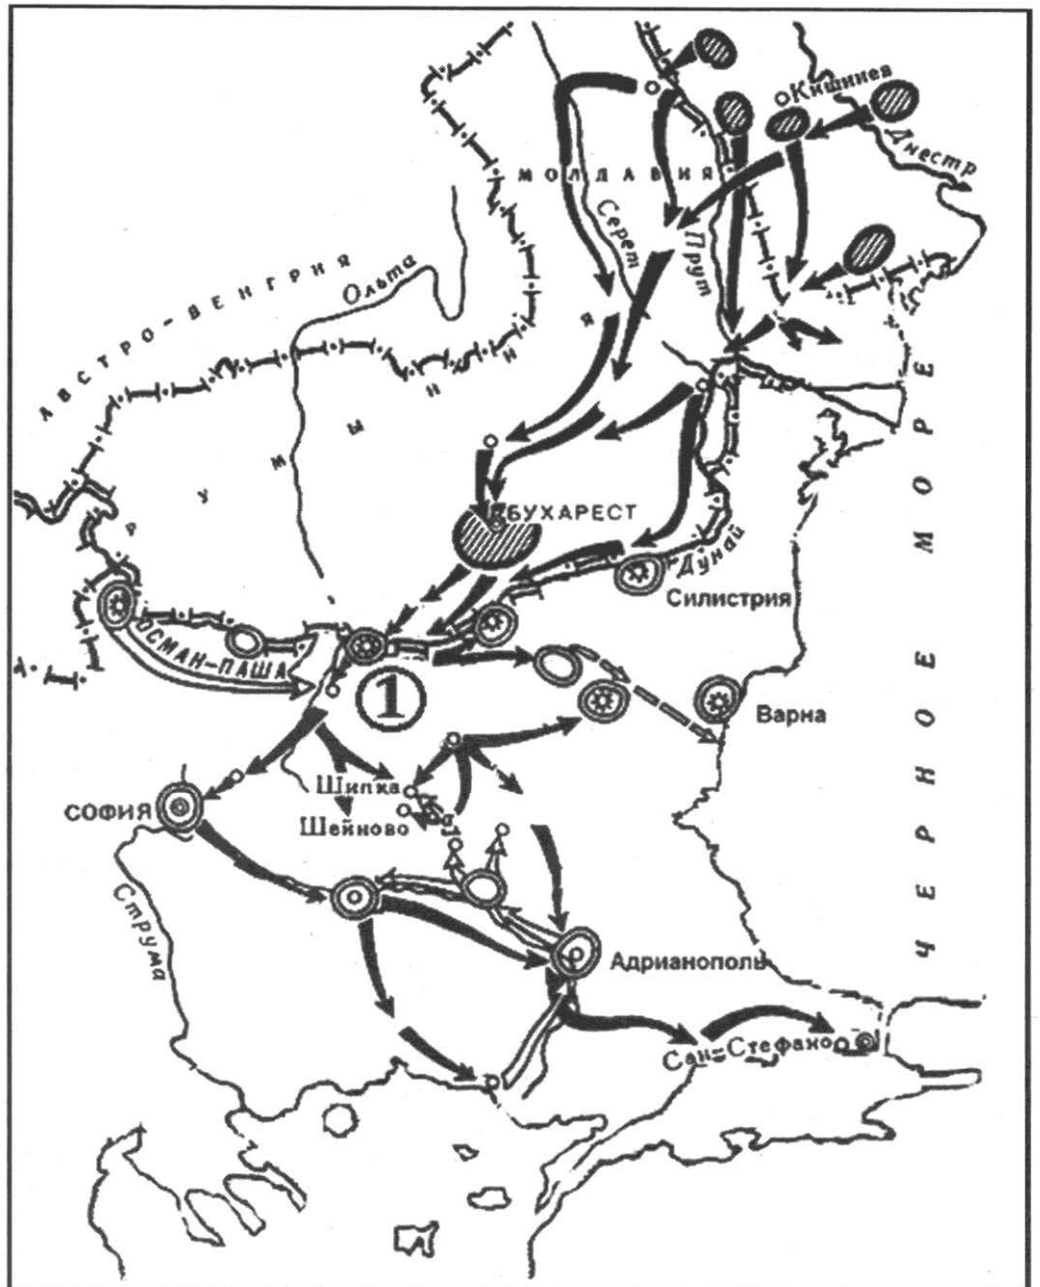 Кишинев
Днестр
МОЛДАВИЯ
Серет
Прут
АВСТРО-ВЕНГРИЯ
Ольта
РУМЫНИЯ
БУХАРЕСТ
Дунай
Силистрия
ОСМАН-ПАША
1
Варна
ЧЕРНОЕ МОРЕ
Шипка
СОФИЯ
Шейново
Струма
Адрианополь
Сан-Стефано